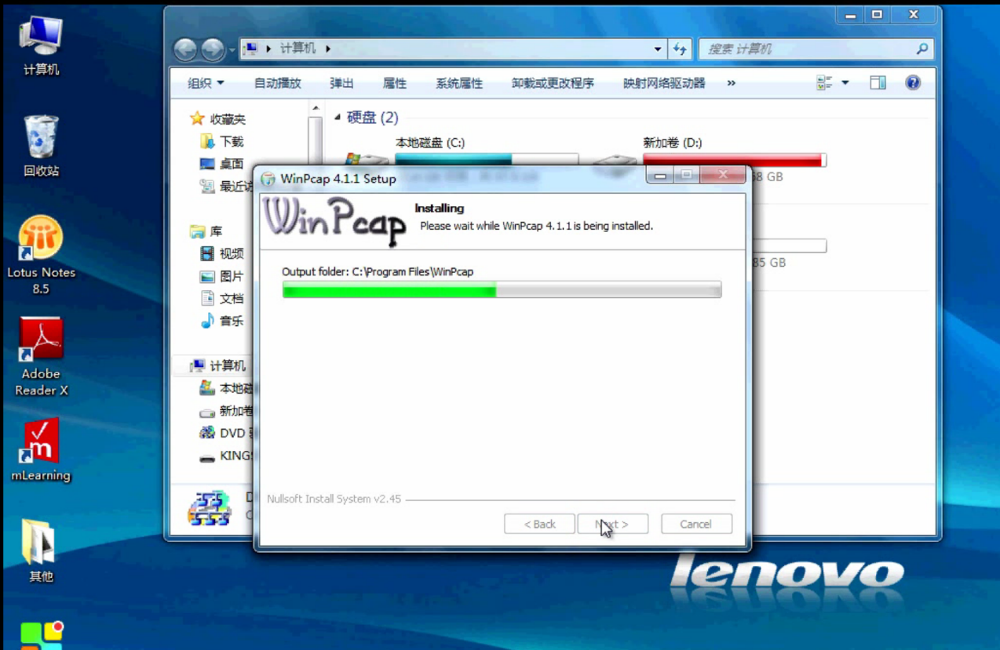 计算机
回收站
Lotus Notes
8.5
Adobe
Reader X
mLearning
其他
计算机
搜索 计算机
组织
自动播放
弹出
属性
系统属性
卸载或更改程序
映射网络驱动器
»
收藏夹
下载
桌面
最近访
库
视频
图片
文档
音乐
计算机
本地磁
新加卷
DVD
KING
硬盘 (2)
本地磁盘 (C:)
新加卷 (D:)
GB
85 GB
WinPcap 4.1.1 Setup
WinPcap
Installing
Please wait while WinPcap 4.1.1 is being installed.
Output folder: C:\Program Files\WinPcap
Nullsoft Install System v2.45
< Back
Next >
Cancel
lenovo